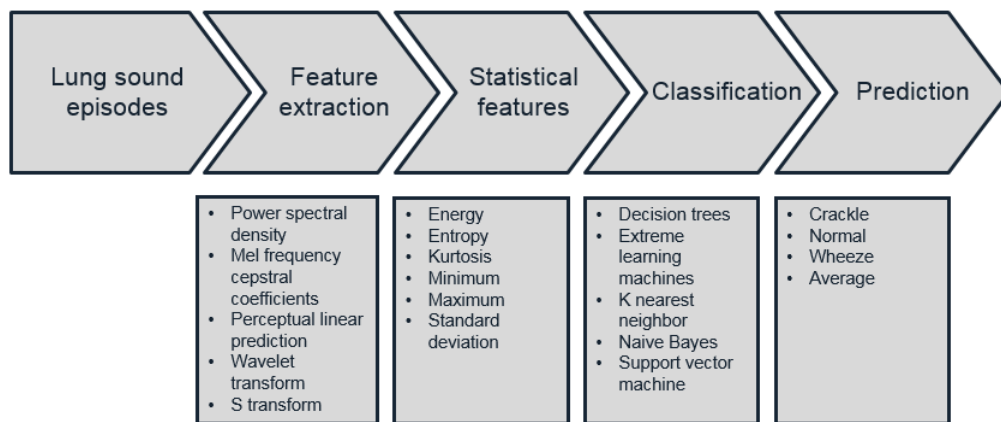 Lung sound
episodes
Feature
extraction
Statistical
features
Classification
Prediction
• Power spectral
density
• Mel frequency
cepstral
coefficients
• Perceptual linear
prediction
• Wavelet
transform
• S transform
• Energy
• Entropy
• Kurtosis
• Minimum
• Maximum
• Standard
deviation
• Decision trees
• Extreme
learning
machines
• K nearest
neighbor
• Naive Bayes
• Support vector
machine
• Crackle
• Normal
• Wheeze
• Average